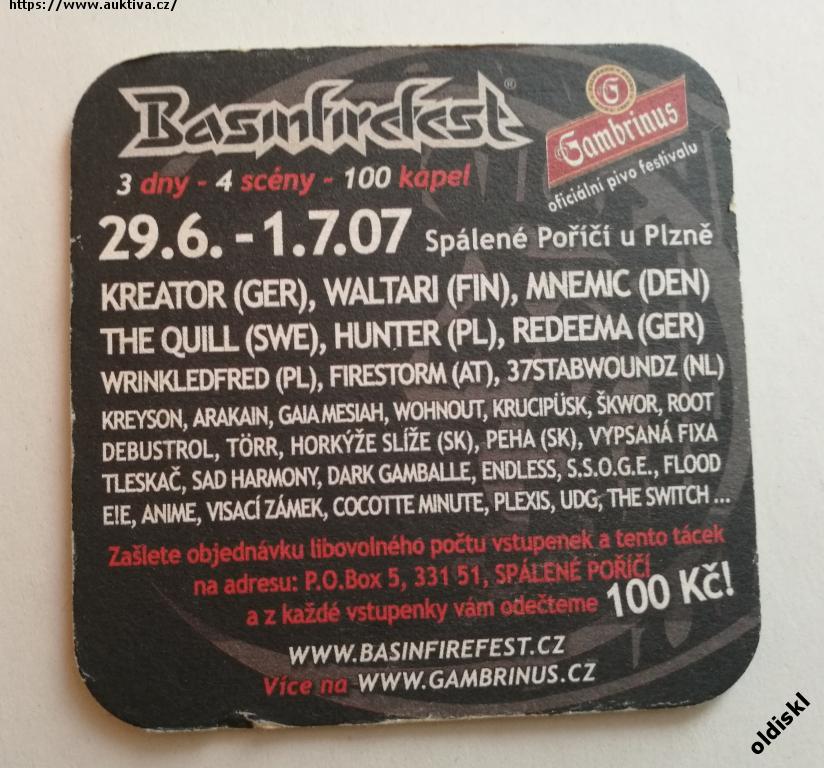 https://www.auktiva.cz/
Basinfirefest®
G
Gambrinus
oficiální pivo festivalu
3 dny - 4 scény - 100 kapel
29.6. - 1.7.07 Spálené Poříčí u Plzně
KREATOR (GER), WALTARI (FIN), MNEMIC (DEN)
THE QUILL (SWE), HUNTER (PL), REDEEMA (GER)
WRINKLEDFRED (PL), FIRESTORM (AT), 37STABWOUNDZ (NL)
KREYSON, ARAKAIN, GAIA MESIAH, WOHNOUT, KRUCIPÜSK, ŠKWOR, ROOT
DEBUSTROL, TÖRR, HORKÝŽE SLÍŽE (SK), PEHA (SK), VYPSANÁ FIXA
TLESKAČ, SAD HARMONY, DARK GAMBALLE, ENDLESS, S.S.O.G.E., FLOOD
E!E, ANIME, VISACÍ ZÁMEK, COCOTTE MINUTE, PLEXIS, UDG, THE SWITCH ...
Zašlete objednávku libovolného počtu vstupenek a tento tácek
na adresu: P.O.Box 5, 331 51, SPÁLENÉ POŘÍČÍ
a z každé vstupenky vám odečteme 100 Kč!
WWW.BASINFIREFEST.CZ
Více na WWW.GAMBRINUS.CZ
oldiskl